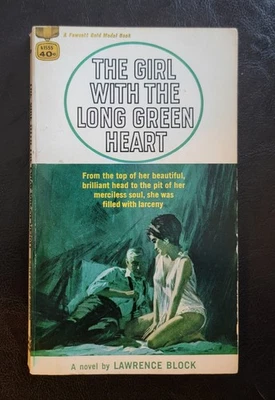 A Fawcett Gold Medal Book
40¢
THE GIRL
WITH THE
LONG GREEN
HEART
From the top of her beautiful,
brilliant head to the pit of her
merciless soul, she was
filled with larceny
A novel by LAWRENCE BLOCK